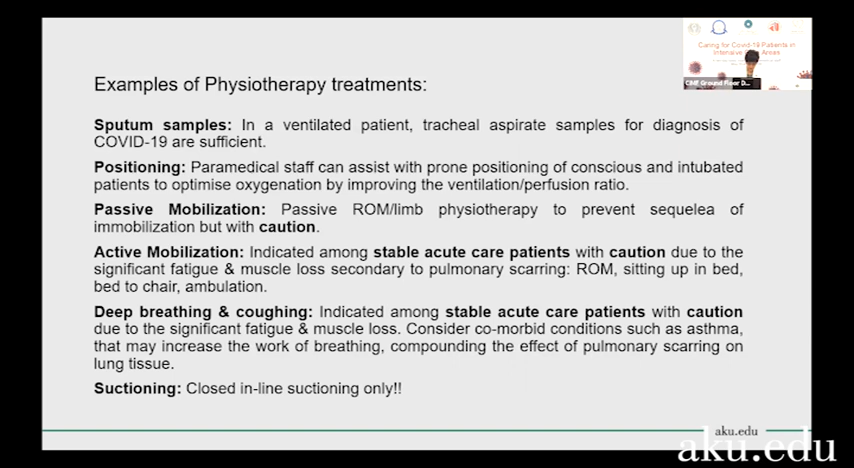 Caring for Covid-19 Patients in
Examples of Physiotherapy treatments:
Sputum samples: In a ventilated patient, tracheal aspirate samples for diagnosis of
COVID-19 are sufficient.
Positioning: Paramedical staff can assist with prone positioning of conscious and intubated
patients to optimise oxygenation by improving the ventilation/perfusion ratio.
Passive Mobilization: Passive ROM/limb physiotherapy to prevent sequelea of
immobilization but with caution.
Active Mobilization: Indicated among stable acute care patients with caution due to the
significant fatigue & muscle loss secondary to pulmonary scarring: ROM, sitting up in bed,
bed to chair, ambulation.
Deep breathing & coughing: Indicated among stable acute care patients with caution
due to the significant fatigue & muscle loss. Consider co-morbid conditions such as asthma,
that may increase the work of breathing, compounding the effect of pulmonary scarring on
lung tissue.
Suctioning: Closed in-line suctioning only!!
aku.edu
aku.edu